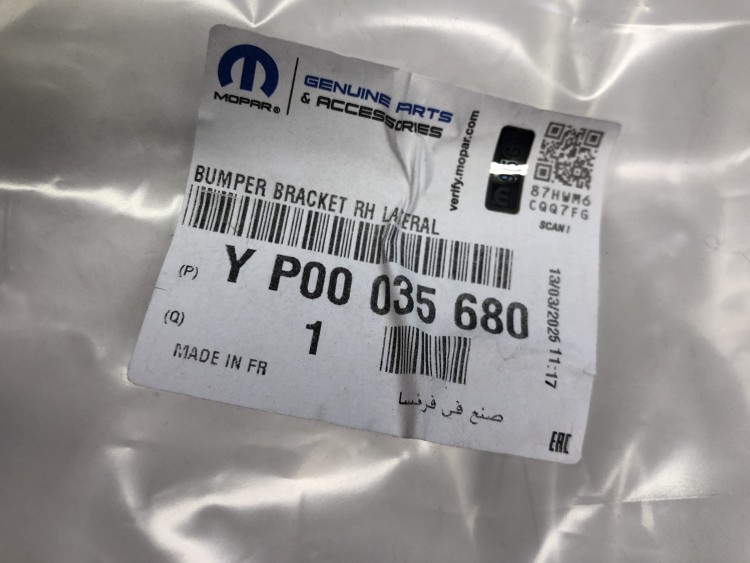 MOPAR®
GENUINE PARTS
& ACCESSORIES
verify.mopar.com
87HWM6
CQQ7FG
SCAN!
BUMPER BRACKET RH LATERAL
(P) Y P00 035 680
(Q) 1
MADE IN FR
صنع في فرنسا
13/03/2025 11:17
EAC